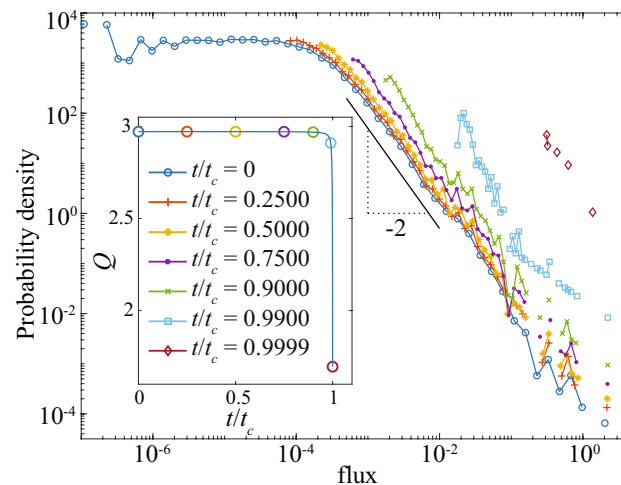 10^4
10^2
10^0
10^-2
10^-4
Probability density
10^-6
10^-4
10^-2
10^0
flux
-2
3
2.5
2
Q
0
0.5
1
t/t_c
t/t_c = 0
t/t_c = 0.2500
t/t_c = 0.5000
t/t_c = 0.7500
t/t_c = 0.9000
t/t_c = 0.9900
t/t_c = 0.9999